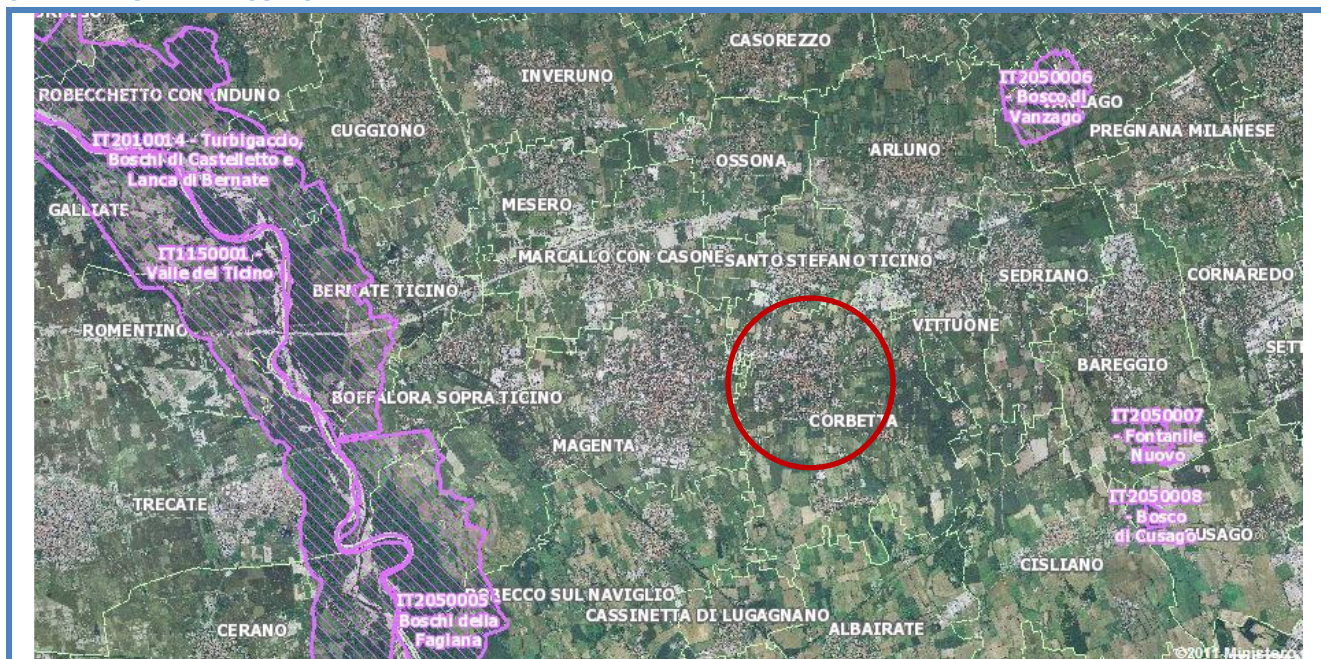 CASOREZZO
INVERUNO
IT2050006
- Bosco di
Vanzago
ROBECCHETTO CON INDUNO
CUGGIONO
PREGNANA MILANESE
IT2010014 - Turbigaccio,
Boschi di Castelletto e
Lanca di Bernate
OSSONA
ARLUNO
GALLIATE
MESERO
IT1150001 -
Valle del Ticino
MARCALLO CON CASONE
SANTO STEFANO TICINO
SEDRIANO
CORNAREDO
BERNATE TICINO
ROMENTINO
VITTUONE
SETT
BAREGGIO
BOFFALORA SOPRA TICINO
CORBETTA
IT2050007
- Fontanile
Nuovo
MAGENTA
TRECATE
IT2050008
- Bosco
di Cusago
CUSAGO
CISLIANO
IT2050005
Boschi della
Fagiana
ROBECCO SUL NAVIGLIO
CASSINETTA DI LUGAGNANO
ALBAIRATE
CERANO
©2011 Ministero